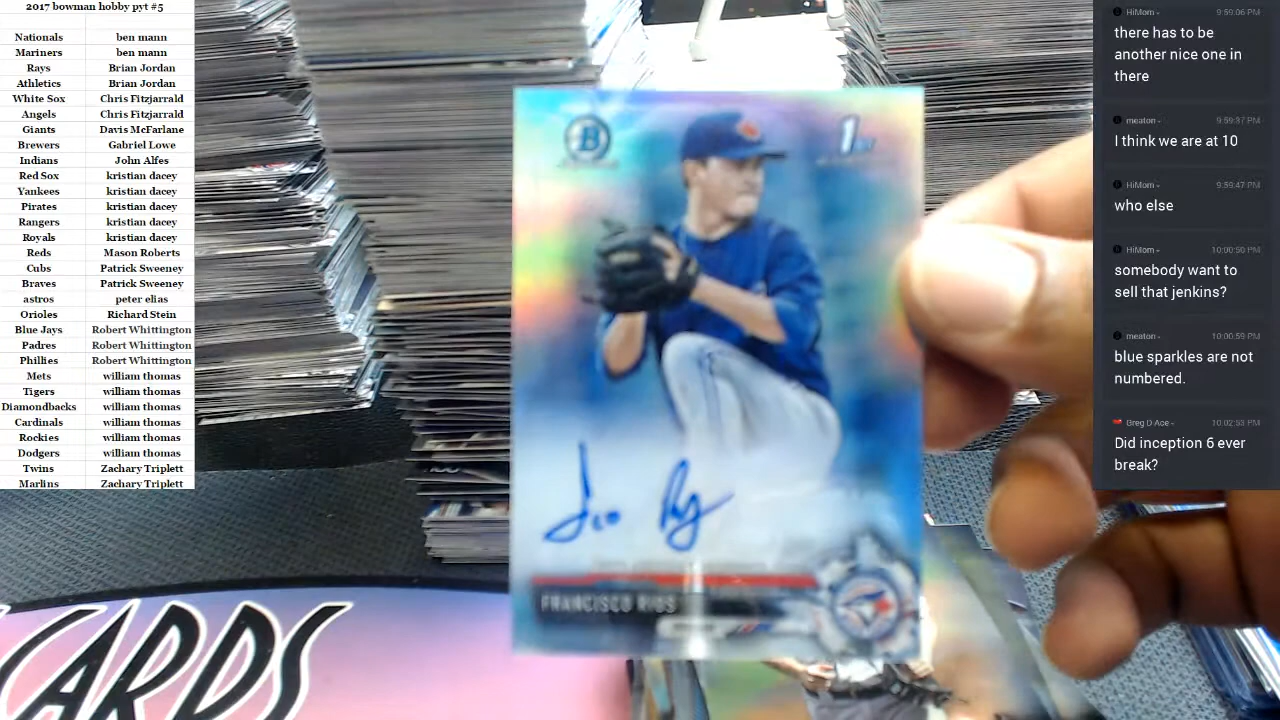 2017 bowman hobby pyt #5
Nationals ben mann
Mariners ben mann
Rays Brian Jordan
Athletics Brian Jordan
White Sox Chris Fitzjarrald
Angels Chris Fitzjarrald
Giants Davis McFarlane
Brewers Gabriel Lowe
Indians John Alfes
Red Sox kristian dacey
Yankees kristian dacey
Pirates kristian dacey
Rangers kristian dacey
Royals kristian dacey
Reds Mason Roberts
Cubs Patrick Sweeney
Braves Patrick Sweeney
astros peter elias
Orioles Richard Stein
Blue Jays Robert Whittington
Padres Robert Whittington
Phillies Robert Whittington
Mets william thomas
Tigers william thomas
Diamondbacks william thomas
Cardinals william thomas
Rockies william thomas
Dodgers william thomas
Twins Zachary Triplett
Marlins Zachary Triplett
B
1st
FRANCISCO RIOS
CARDS
HiMom 9:59:06 PM
there has to be
another nice one in
there
meaton 9:59:37 PM
I think we are at 10
HiMom 9:59:47 PM
who else
HiMom 10:00:50 PM
somebody want to
sell that jenkins?
meaton 10:00:59 PM
blue sparkles are not
numbered.
Greg D Ace 10:02:53 PM
Did inception 6 ever
break?